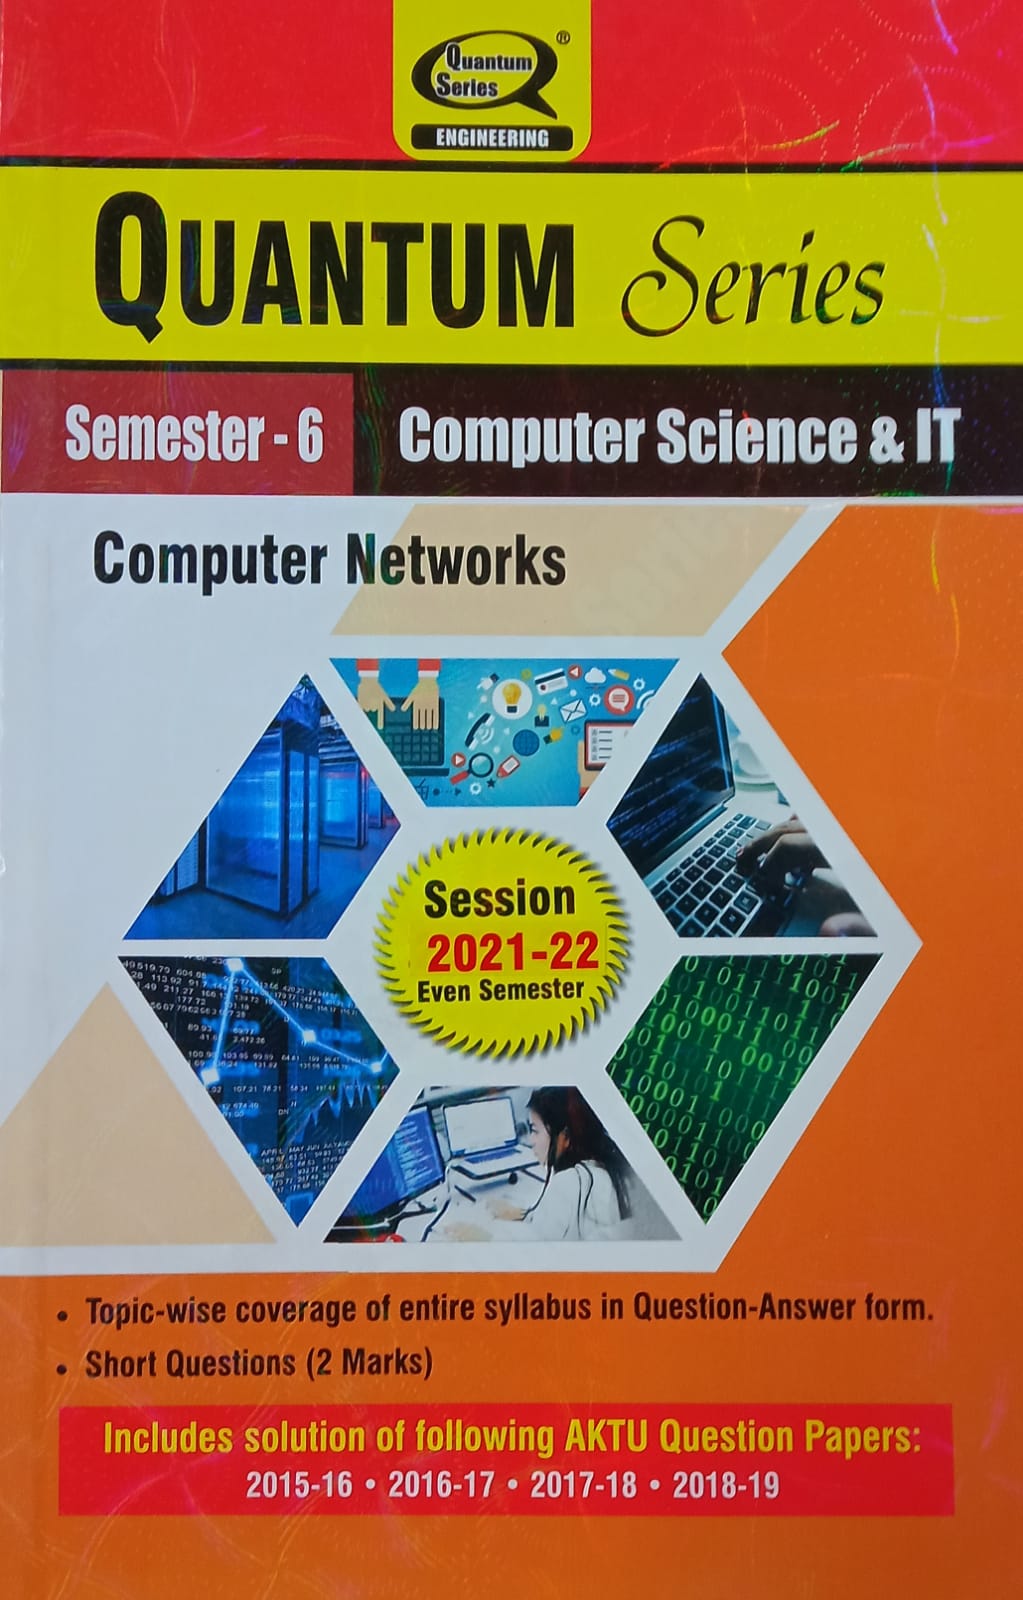 Quantum
Series
®
ENGINEERING
QUANTUM Series
Semester - 6
Computer Science & IT
Computer Networks
Session
2021-22
Even Semester
• Topic-wise coverage of entire syllabus in Question-Answer form.
• Short Questions (2 Marks)
Includes solution of following AKTU Question Papers:
2015-16 • 2016-17 • 2017-18 • 2018-19